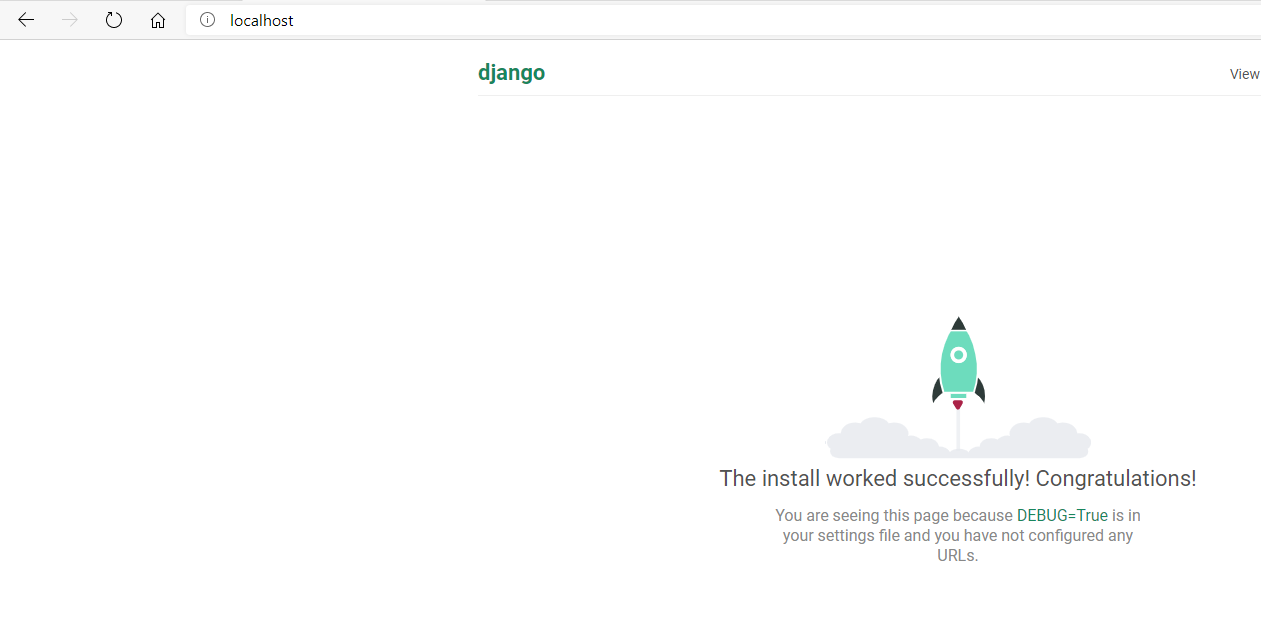 localhost
django
View
The install worked successfully! Congratulations!
You are seeing this page because DEBUG=True is in
your settings file and you have not configured any
URLs.